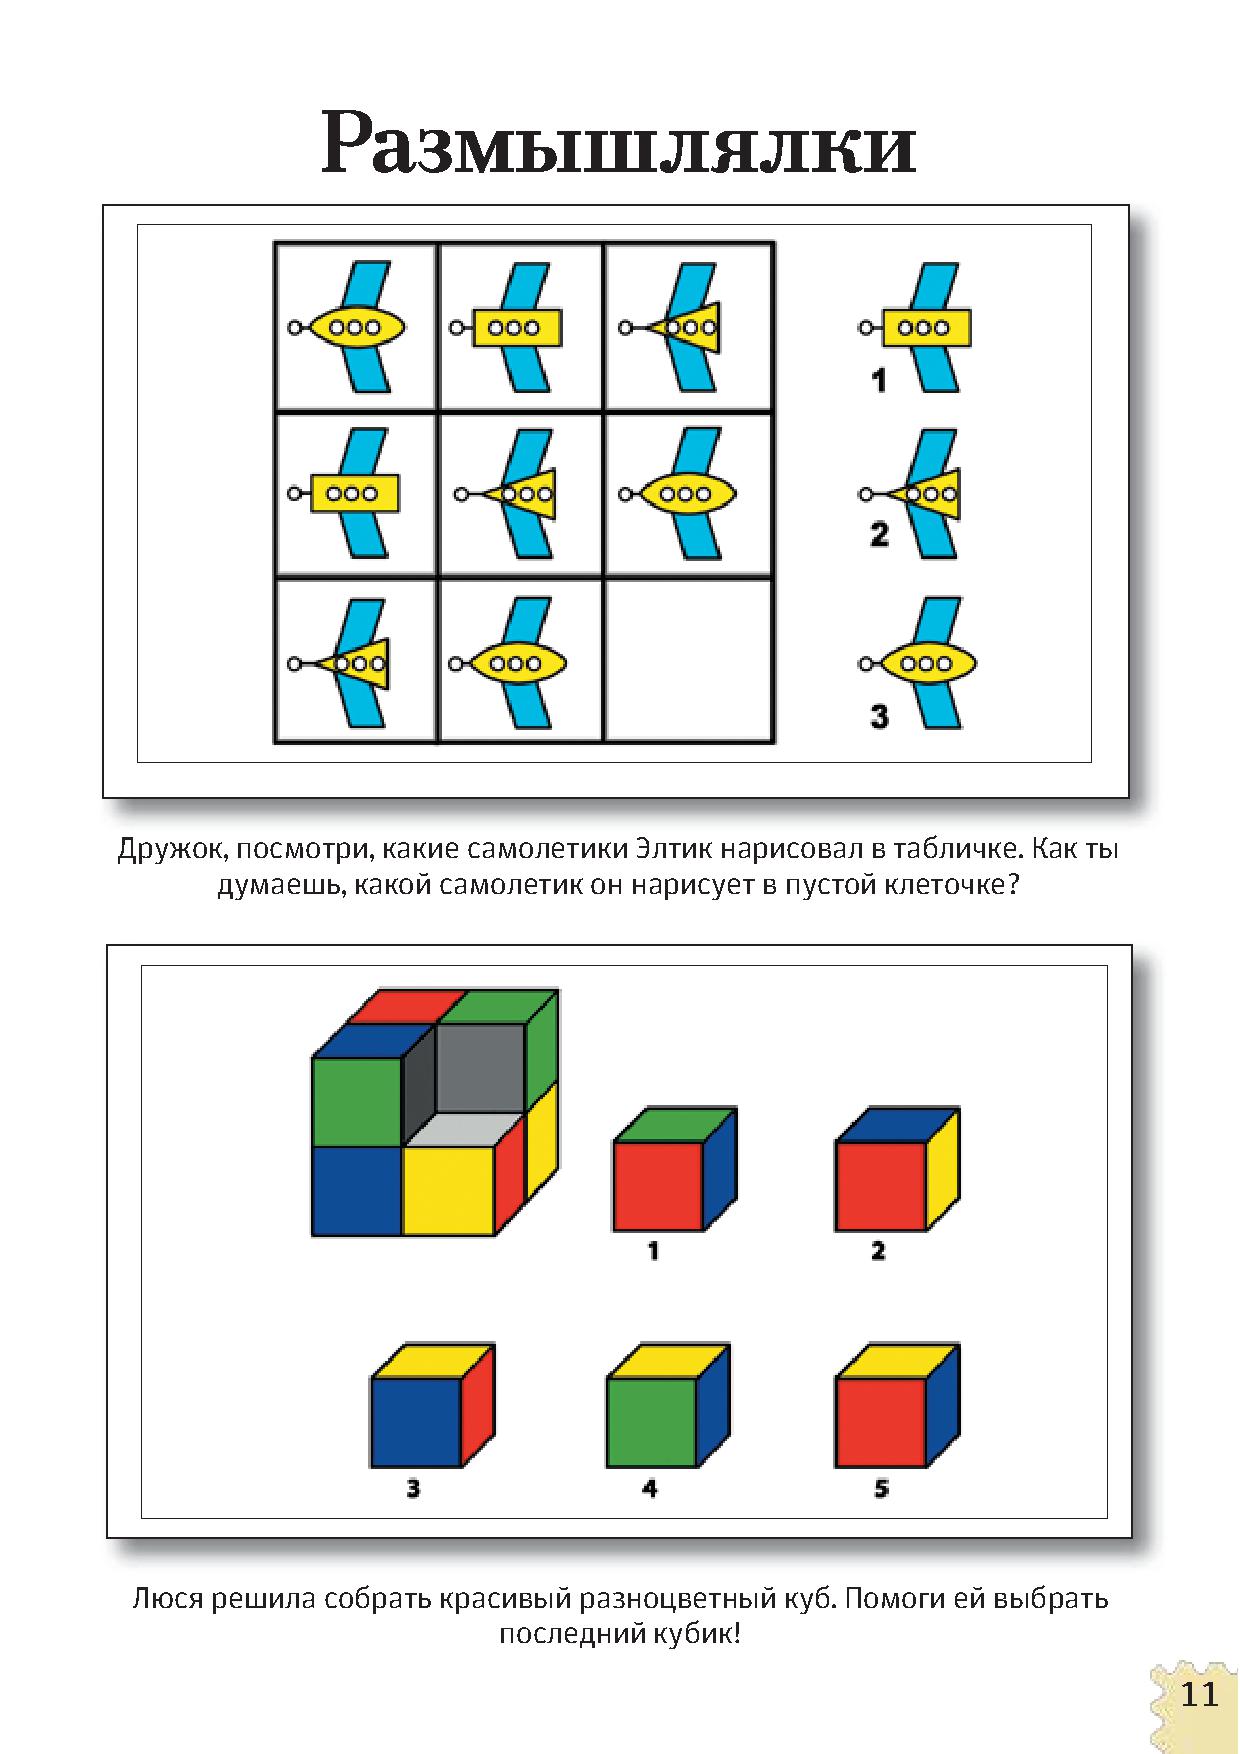 Размышлялки
1
2
3
Дружок, посмотри, какие самолетики Элтик нарисовал в табличке. Как ты
думаешь, какой самолетик он нарисует в пустой клеточке?
1
2
3
4
5
Люся решила собрать красивый разноцветный куб. Помоги ей выбрать
последний кубик!
11